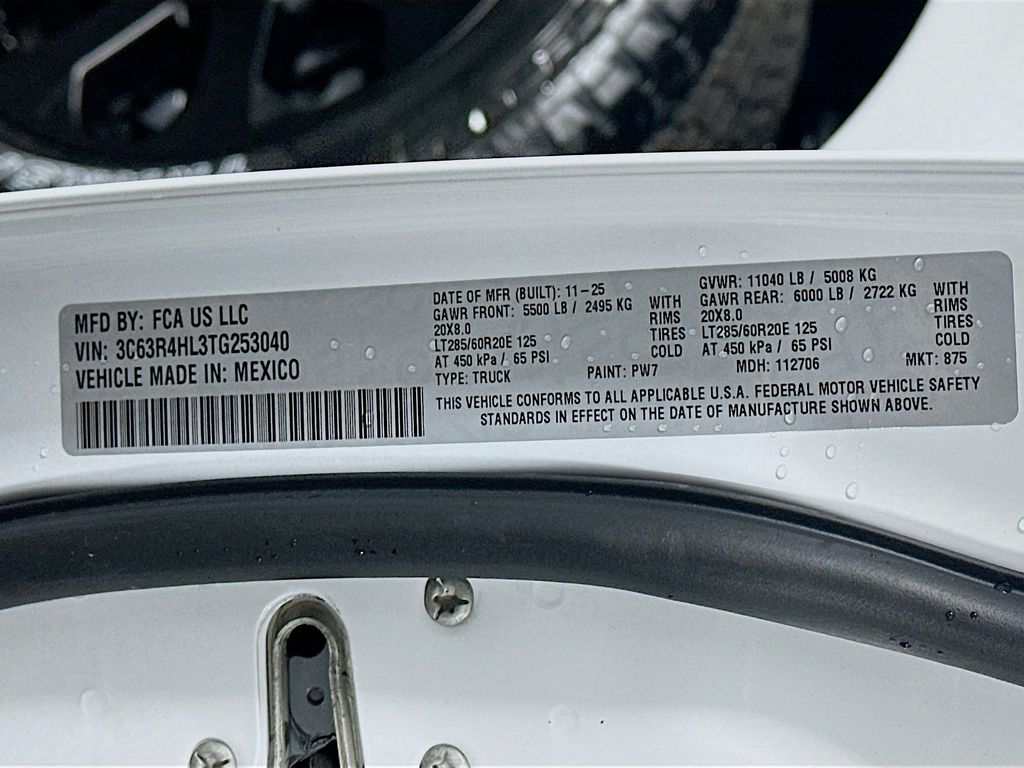 MFD BY: FCA US LLC
VIN: 3C63R4HL3TG253040
VEHICLE MADE IN: MEXICO
DATE OF MFR (BUILT): 11-25
GAWR FRONT: 5500 LB / 2495 KG
20X8.0
LT285/60R20E 125
AT 450 kPa / 65 PSI
WITH
RIMS
TIRES
COLD
GVWR: 11040 LB / 5008 KG
GAWR REAR: 6000 LB / 2722 KG
20X8.0
LT285/60R20E 125
AT 450 kPa / 65 PSI
WITH
RIMS
TIRES
COLD
TYPE: TRUCK PAINT: PW7 MDH: 112706 MKT: 875
THIS VEHICLE CONFORMS TO ALL APPLICABLE U.S.A. FEDERAL MOTOR VEHICLE SAFETY
STANDARDS IN EFFECT ON THE DATE OF MANUFACTURE SHOWN ABOVE.